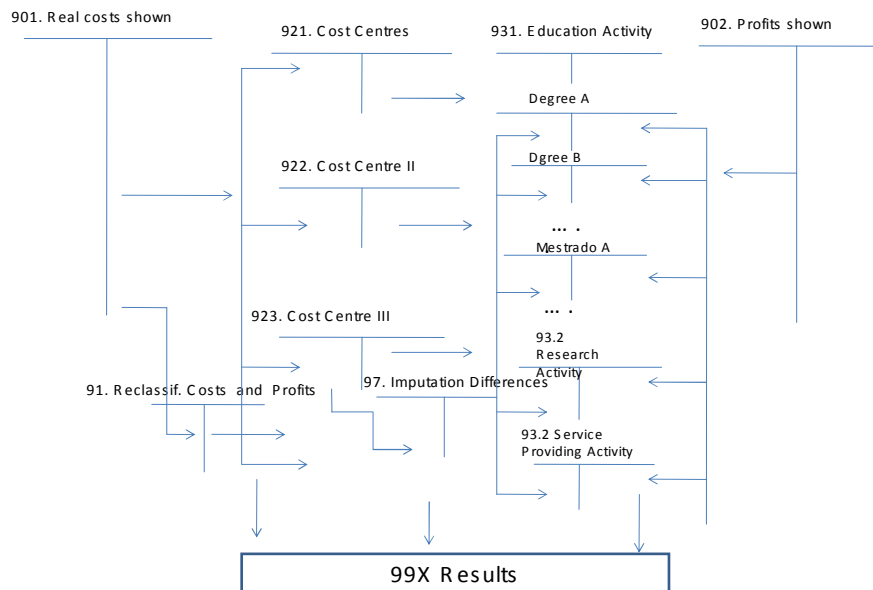 901. Real costs shown
921. Cost Centres
931. Education Activity
902. Profits shown
Degree A
Dgree B
922. Cost Centre II
... .
Mestrado A
... .
923. Cost Centre III
93.2
Research
Activity
91. Reclassif. Costs and Profits
97. Imputation Differences
93.2 Service
Providing Activity
99X Results